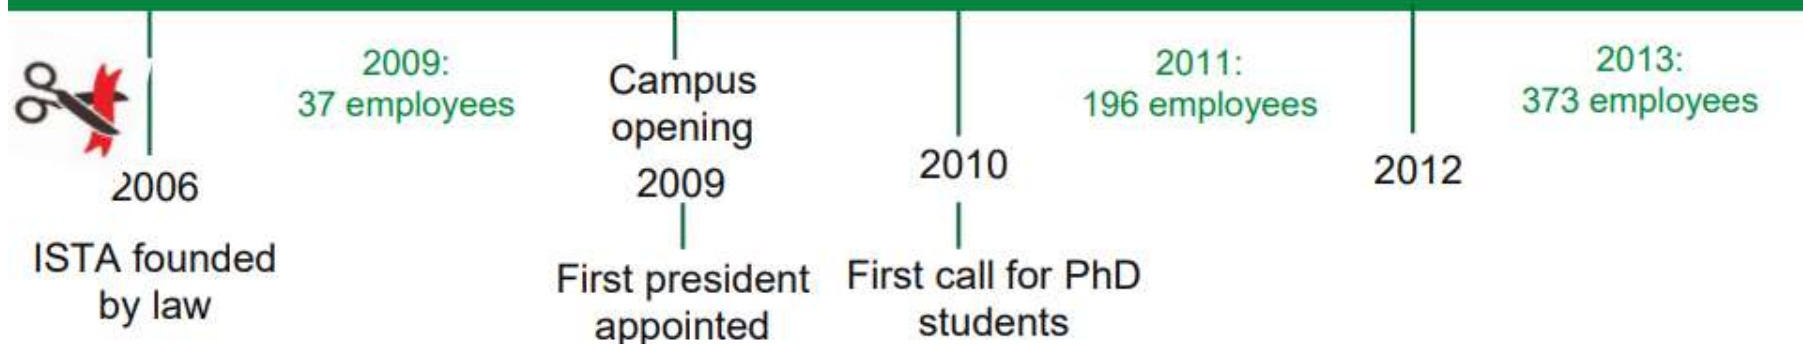 2009:
37 employees
Campus
opening
2009
First president
appointed
2006
ISTA founded
by law
2010
First call for PhD
students
2011:
196 employees
2012
2013:
373 employees